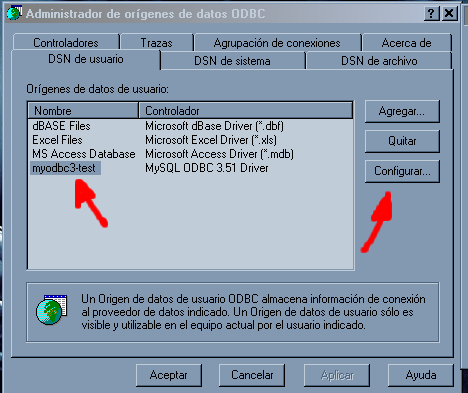 Administrador de orígenes de datos ODBC
Controladores Trazas Agrupación de conexiones Acerca de
DSN de usuario DSN de sistema DSN de archivo
Orígenes de datos de usuario:
Nombre Controlador
dBASE Files Microsoft dBase Driver (*.dbf)
Excel Files Microsoft Excel Driver (*.xls)
MS Access Database Microsoft Access Driver (*.mdb)
myodbc3-test MySQL ODBC 3.51 Driver
Agregar...
Quitar
Configurar...
Un Origen de datos de usuario ODBC almacena información de conexión
al proveedor de datos indicado. Un Origen de datos de usuario sólo es
visible y utilizable en el equipo actual por el usuario indicado.
Aceptar Cancelar Aplicar Ayuda